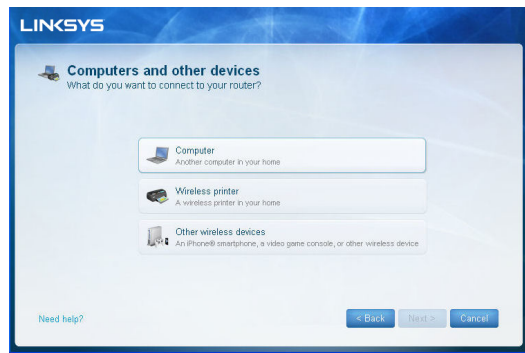 LINKSYS
Computers and other devices
What do you want to connect to your router?
Computer
Another computer in your home
Wireless printer
A wireless printer in your home
Other wireless devices
An iPhone® smartphone, a video game console, or other wireless device
Need help?
< Back
Next >
Cancel